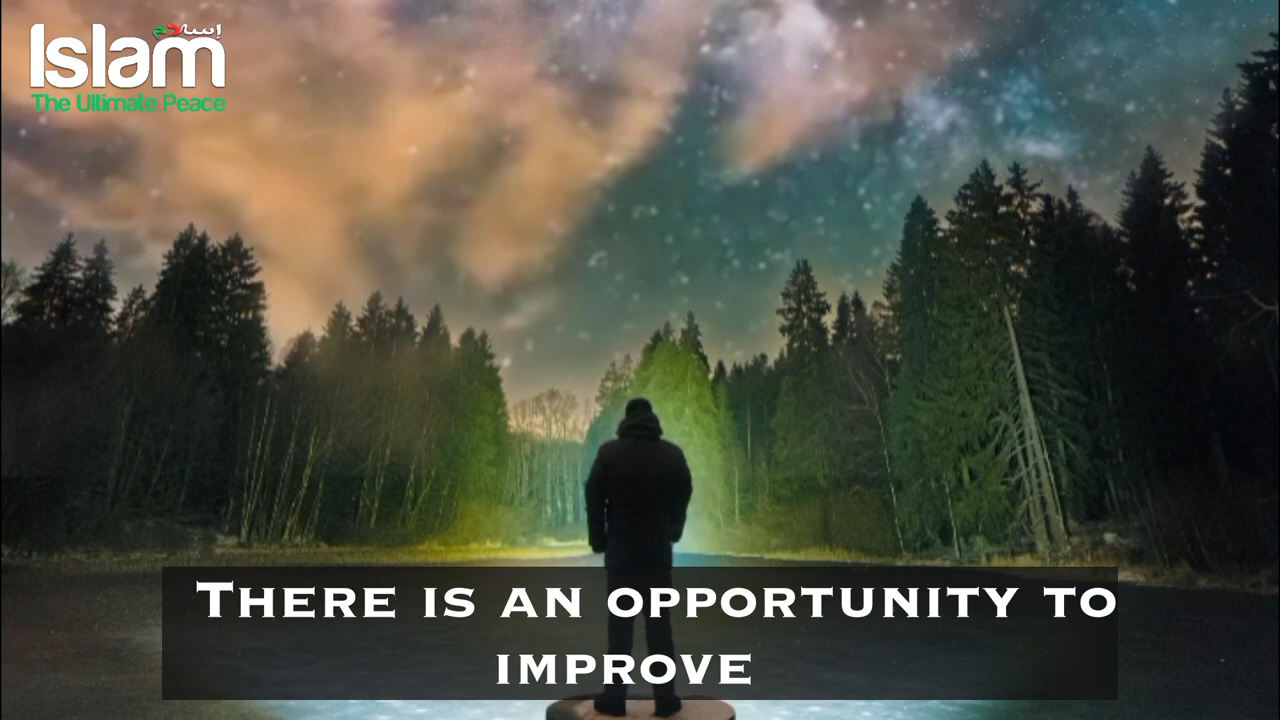 إسلام
Islam
The Ultimate Peace
THERE IS AN OPPORTUNITY TO
IMPROVE